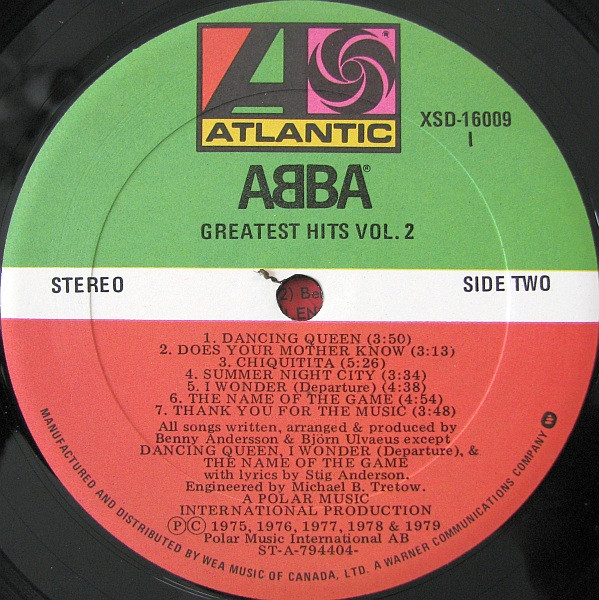 ATLANTIC
XSD-16009
I
ABBA®
GREATEST HITS VOL. 2
STEREO
SIDE TWO
2) Be
LEN
1. DANCING QUEEN (3:50)
2. DOES YOUR MOTHER KNOW (3:13)
3. CHIQUITITA (5:26)
4. SUMMER NIGHT CITY (3:34)
5. I WONDER (Departure) (4:38)
6. THE NAME OF THE GAME (4:54)
7. THANK YOU FOR THE MUSIC (3:48)
All songs written, arranged & produced by
Benny Andersson & Björn Ulvaeus except
DANCING QUEEN, I WONDER (Departure), &
THE NAME OF THE GAME
with lyrics by Stig Anderson.
Engineered by Michael B. Tretow.
A POLAR MUSIC
INTERNATIONAL PRODUCTION
Ⓟ© 1975, 1976, 1977, 1978 & 1979
Polar Music International AB
ST-A-794404-
MANUFACTURED AND DISTRIBUTED BY WEA MUSIC OF CANADA, LTD. A WARNER COMMUNICATIONS COMPANY